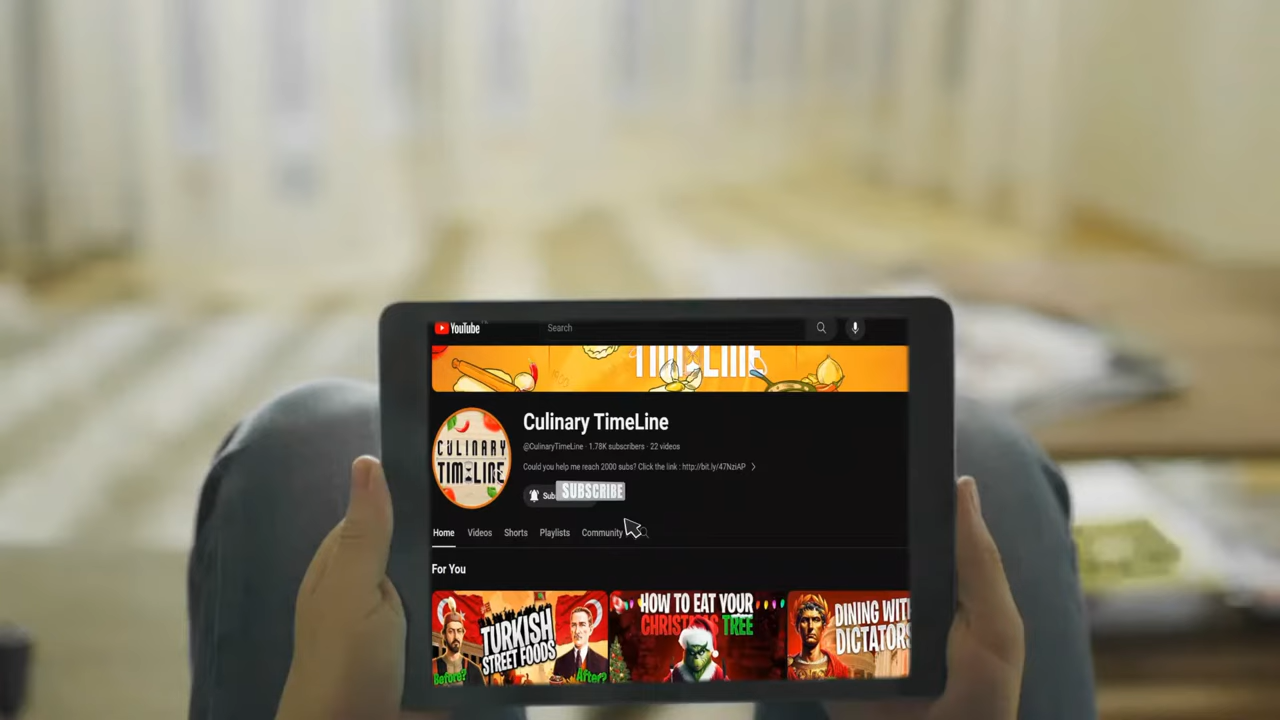 YouTube
Search
TIMELINE
Culinary TimeLine
@CulinaryTimeLine · 1.78K subscribers · 22 videos
Could you help me reach 2000 subs? Click the link : http://bit.ly/47NziAP
CULINARY
TIMELINE
Sub
SUBSCRIBE
Home Videos Shorts Playlists Community
For You
TURKISH
STREET FOODS
Before?
After?
HOW TO EAT YOUR
CHRISTMAS TREE
DINING WITH
DICTATORS